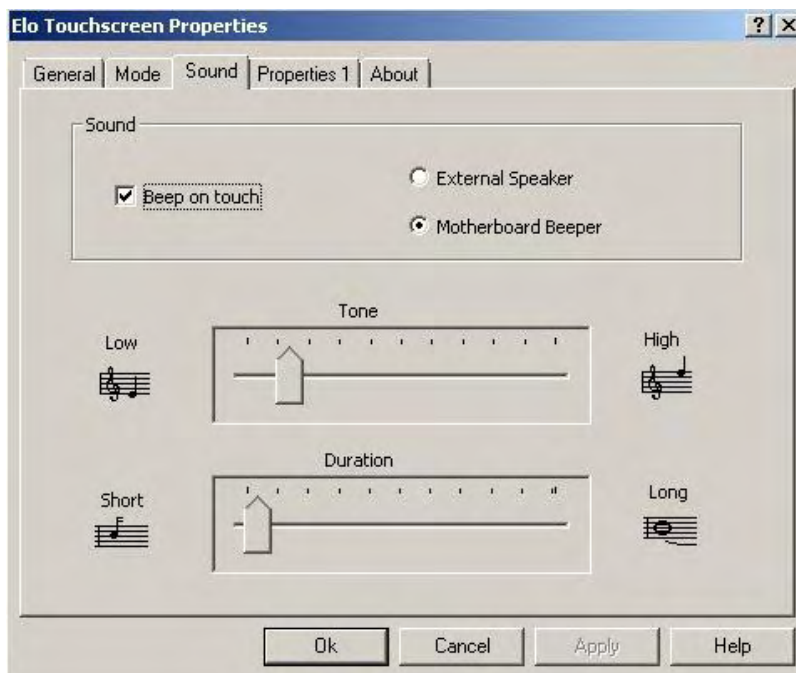 Elo Touchscreen Properties
General Mode Sound Properties 1 About
Sound
Beep on touch
External Speaker
Motherboard Beeper
Tone
Low
High
Duration
Short
Long
Ok Cancel Apply Help